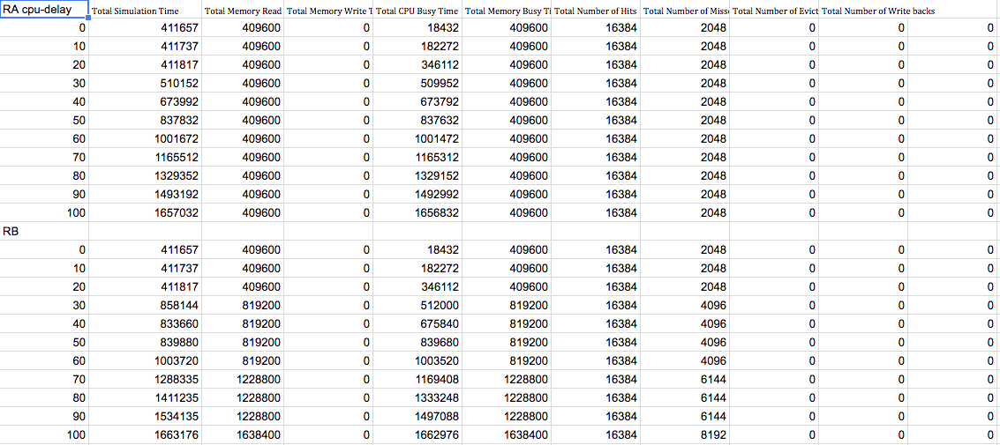 RA cpu-delay Total Simulation Time Total Memory Read Total Memory Write T Total CPU Busy Time Total Memory Busy Ti Total Number of Hits Total Number of Miss Total Number of Evict Total Number of Write backs
0 411657 409600 0 18432 409600 16384 2048 0 0 0
10 411737 409600 0 182272 409600 16384 2048 0 0 0
20 411817 409600 0 346112 409600 16384 2048 0 0 0
30 510152 409600 0 509952 409600 16384 2048 0 0 0
40 673992 409600 0 673792 409600 16384 2048 0 0 0
50 837832 409600 0 837632 409600 16384 2048 0 0 0
60 1001672 409600 0 1001472 409600 16384 2048 0 0 0
70 1165512 409600 0 1165312 409600 16384 2048 0 0 0
80 1329352 409600 0 1329152 409600 16384 2048 0 0 0
90 1493192 409600 0 1492992 409600 16384 2048 0 0 0
100 1657032 409600 0 1656832 409600 16384 2048 0 0 0
RB
0 411657 409600 0 18432 409600 16384 2048 0 0 0
10 411737 409600 0 182272 409600 16384 2048 0 0 0
20 411817 409600 0 346112 409600 16384 2048 0 0 0
30 858144 819200 0 512000 819200 16384 4096 0 0 0
40 833660 819200 0 675840 819200 16384 4096 0 0 0
50 839880 819200 0 839680 819200 16384 4096 0 0 0
60 1003720 819200 0 1003520 819200 16384 4096 0 0 0
70 1288335 1228800 0 1169408 1228800 16384 6144 0 0 0
80 1411235 1228800 0 1333248 1228800 16384 6144 0 0 0
90 1534135 1228800 0 1497088 1228800 16384 6144 0 0 0
100 1663176 1638400 0 1662976 1638400 16384 8192 0 0 0